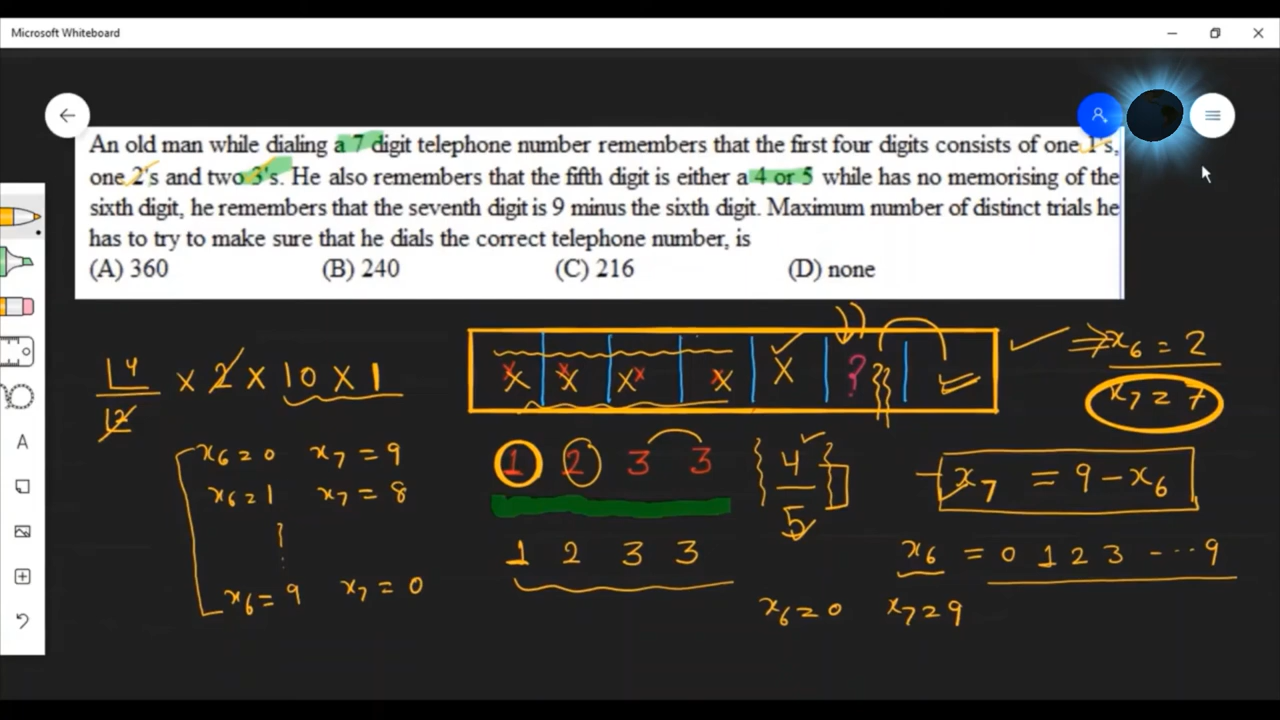 Microsoft Whiteboard
An old man while dialing a 7 digit telephone number remembers that the first four digits consists of one 1's,
one 2's and two 3's. He also remembers that the fifth digit is either a 4 or 5 while has no memorising of the
sixth digit, he remembers that the seventh digit is 9 minus the sixth digit. Maximum number of distinct trials he
has to try to make sure that he dials the correct telephone number, is
(A) 360 (B) 240 (C) 216 (D) none
A
∟4 / ∟2 × 2 × 10 × 1
x x x x X ? 
⇒ x₆ = 2
x₇ = 7
x₆ = 0 x₇ = 9
x₆ = 1 x₇ = 8
x₆ = 9 x₇ = 0
1 2 3 3 { 4 / 5 }
1 2 3 3
x₇ = 9 - x₆
x₆ = 0 1 2 3 --- 9
x₆ = 0 x₇ = 9